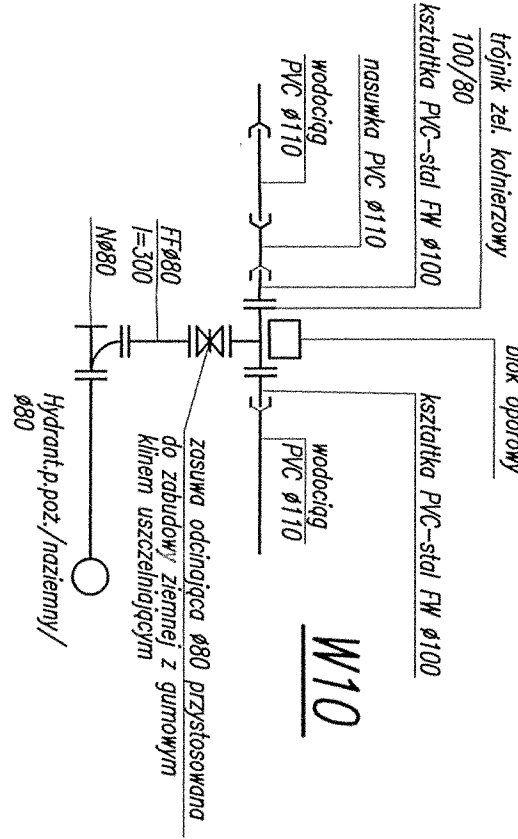 trójnik żel. kołnierzowy
100/80
kształtka PVC-stal FW ø100
nasuwka PVC ø110
wodociąg
PVC ø110
blok oporowy
kształtka PVC-stal FW ø100
wodociąg
PVC ø110
W10
FFø80
l=300
Nø80
zasuwa odcinająca ø80 przystosowana
do zabudowy ziemnej z gumowym
klinem uszczelniającym
Hydrant.p.poż./naziemny/
ø80